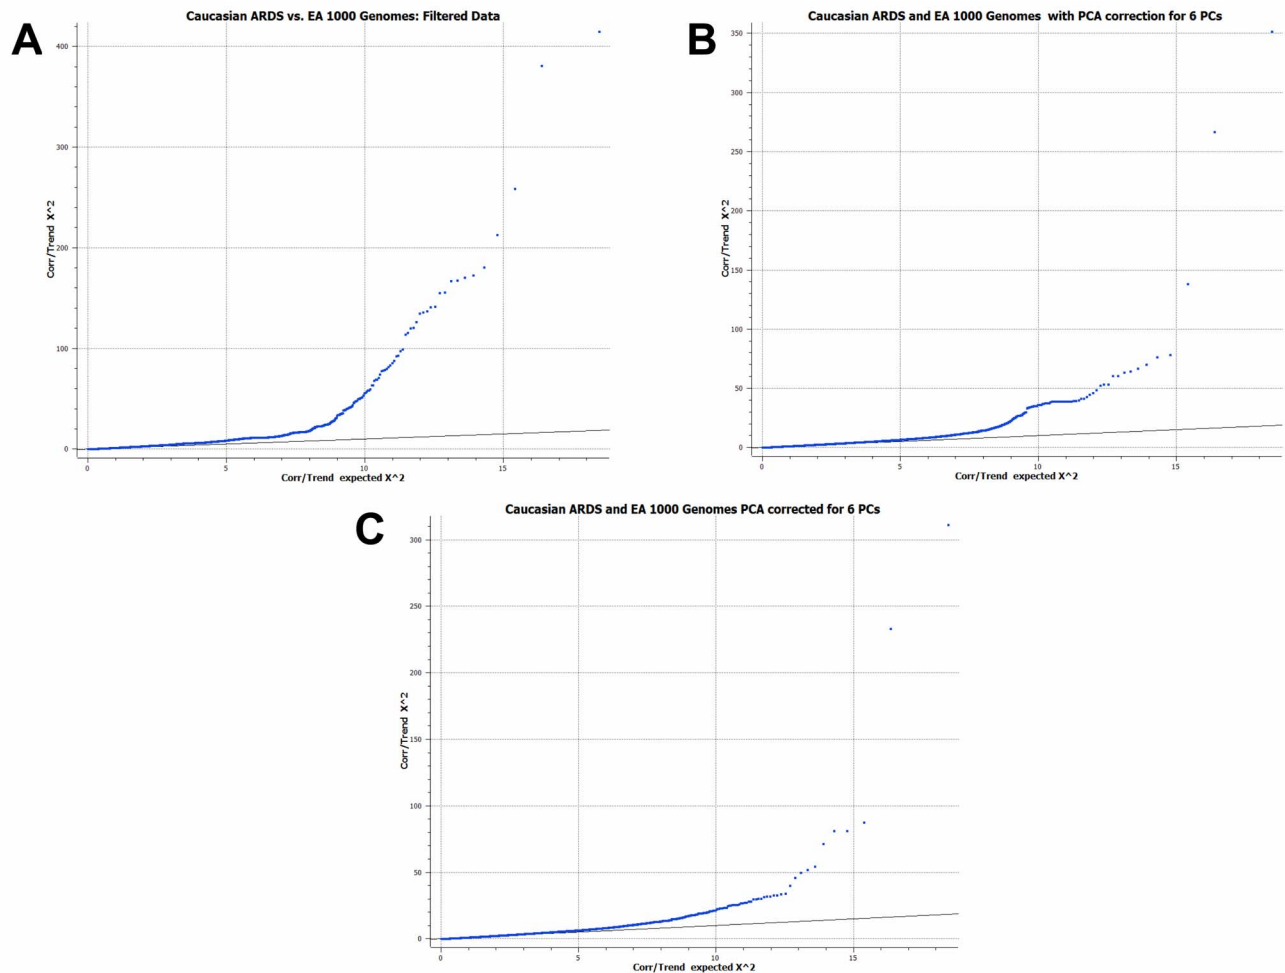 A
Caucasian ARDS vs. EA 1000 Genomes: Filtered Data
400
300
200
100
0
Corr/Trend X^2
0 5 10 15
Corr/Trend expected X^2
B
Caucasian ARDS and EA 1000 Genomes with PCA correction for 6 PCs
350
300
250
200
150
100
50
0
Corr/Trend X^2
0 5 10 15
Corr/Trend expected X^2
C
Caucasian ARDS and EA 1000 Genomes PCA corrected for 6 PCs
300
250
200
150
100
50
0
Corr/Trend X^2
0 5 10 15
Corr/Trend expected X^2